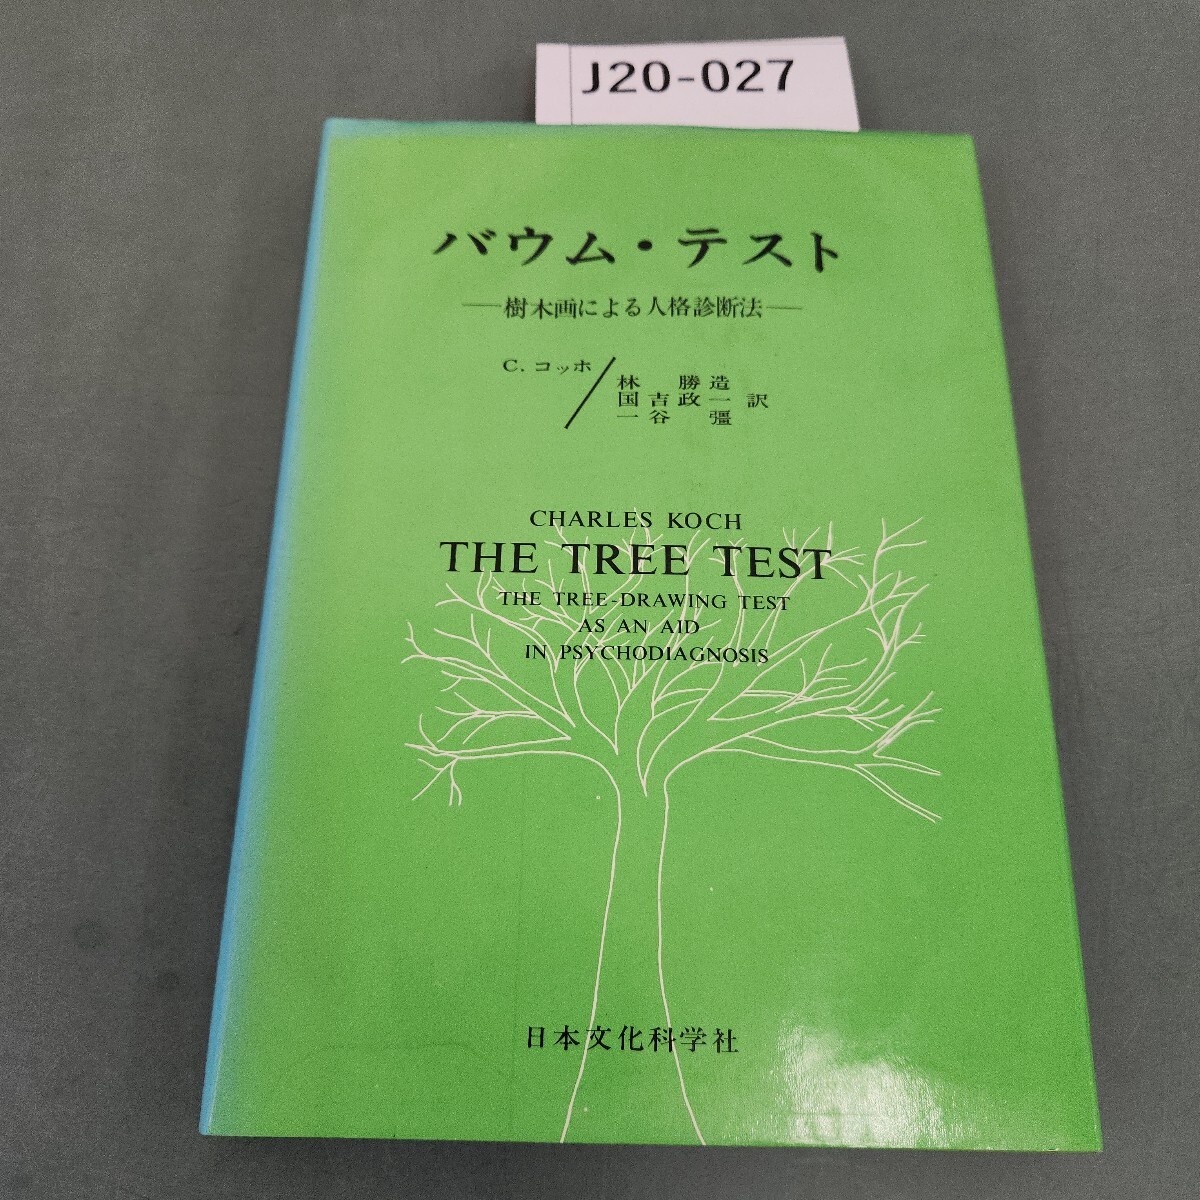 J20-027
バウム・テスト
―樹木画による人格診断法―
C. コッホ
林 勝造
国吉政一 訳
一谷 彊
CHARLES KOCH
THE TREE TEST
THE TREE-DRAWING TEST
AS AN AID
IN PSYCHODIAGNOSIS
日本文化科学社